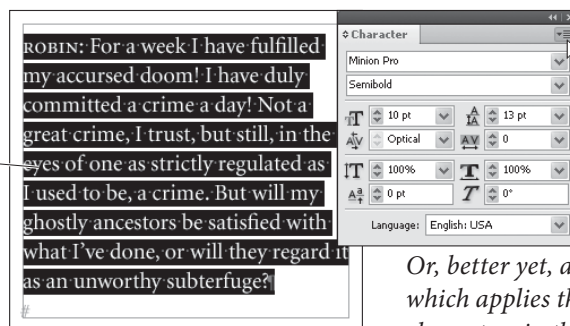 ROBIN: For a week I have fulfilled
my accursed doom! I have duly
committed a crime a day! Not a
great crime, I trust, but still, in the
eyes of one as strictly regulated as
I used to be, a crime. But will my
ghostly ancestors be satisfied with
what I’ve done, or will they regard it
as an unworthy subterfuge?
#
Character
Minion Pro
Semibold
10 pt 13 pt
Optical 0
100% 100%
0 pt 0°
Language: English: USA
Or, better yet, a
which applies th